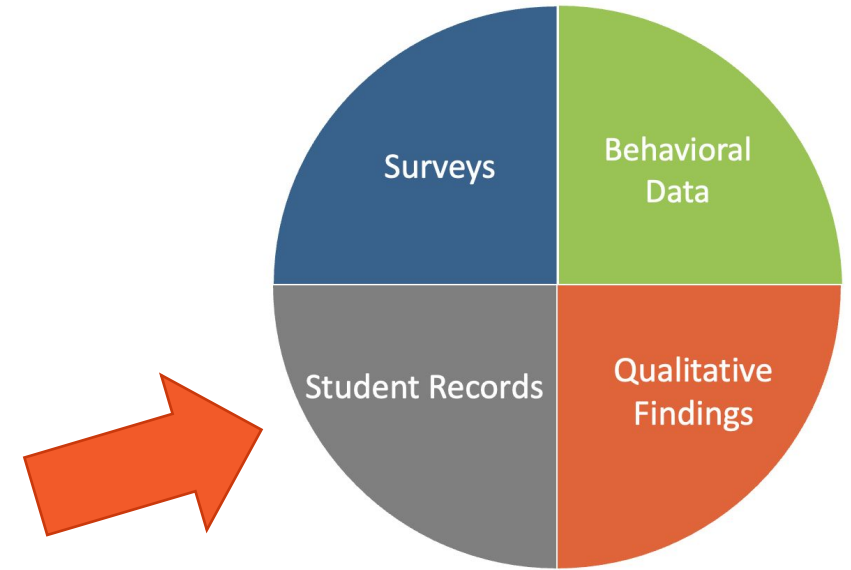 Surveys
Behavioral
Data
Student Records
Qualitative
Findings